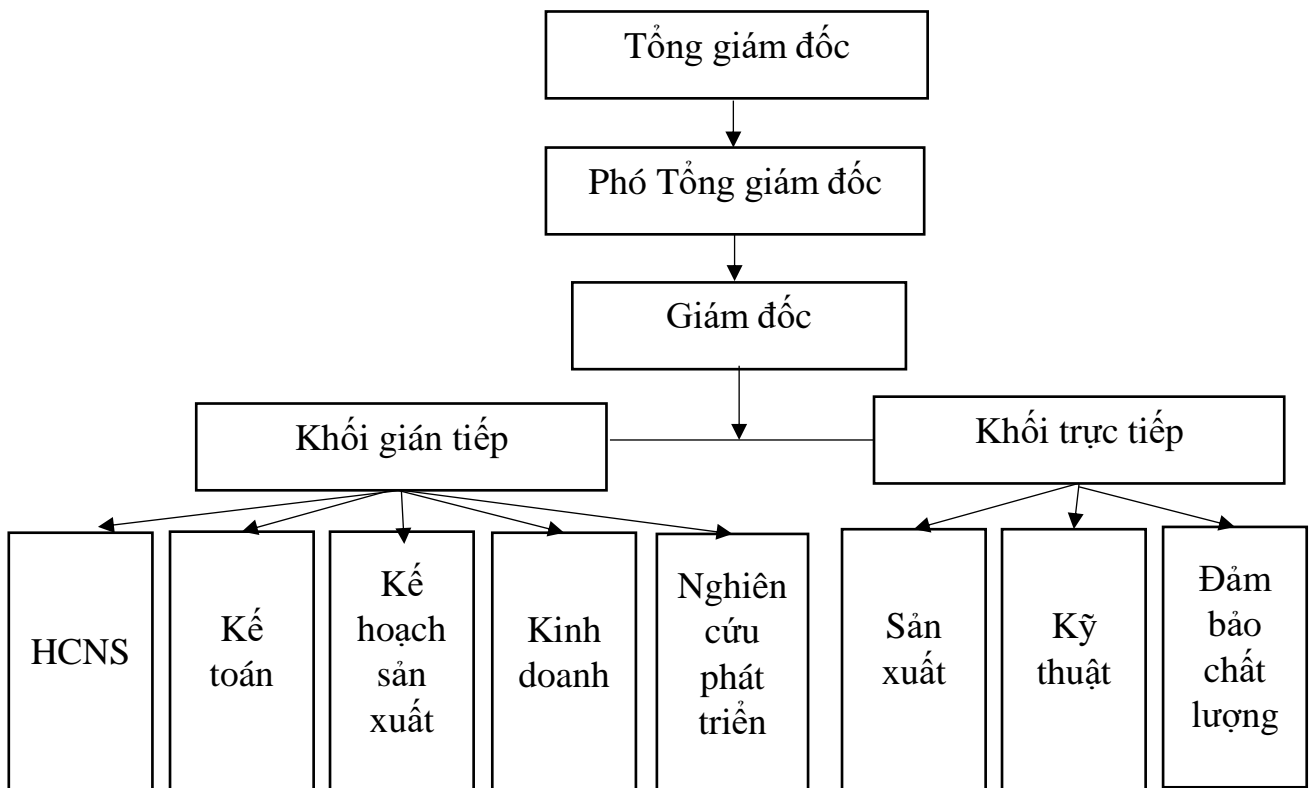 Tổng giám đốc
Phó Tổng giám đốc
Giám đốc
Khối gián tiếp
Khối trực tiếp
HCNS
Kế
toán
Kế
hoạch
sản
xuất
Kinh
doanh
Nghiên
cứu
phát
triển
Sản
xuất
Kỹ
thuật
Đảm
bảo
chất
lượng